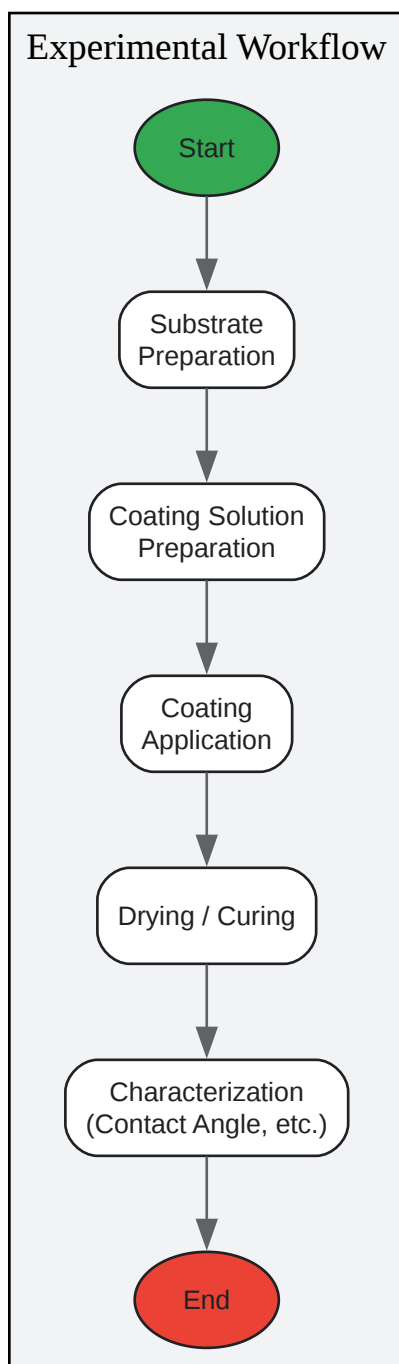 Experimental Workflow
Start
Substrate
Preparation
Coating Solution
Preparation
Coating
Application
Drying / Curing
Characterization
(Contact Angle, etc.)
End